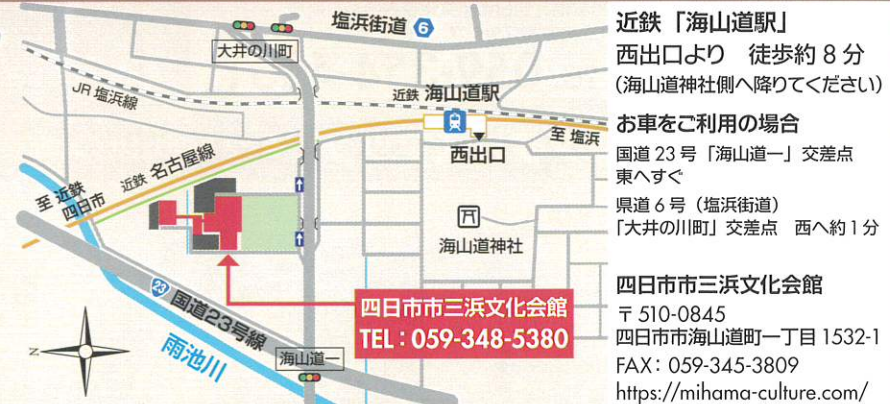 塩浜街道 6
大井の川町
JR 塩浜線
近鉄 海山道駅
至 塩浜
西出口
近鉄 名古屋線
至 近鉄
四日市
海山道神社
23 国道23号線
雨池川
海山道一
N
四日市市三浜文化会館
TEL：059-348-5380
近鉄「海山道駅」
西出口より 徒歩約 8 分
（海山道神社側へ降りてください）
お車をご利用の場合
国道 23 号「海山道一」交差点
東へすぐ
県道 6 号（塩浜街道）
「大井の川町」交差点 西へ約 1 分
四日市市三浜文化会館
〒 510-0845
四日市市海山道町一丁目 1532-1
FAX：059-345-3809
https://mihama-culture.com/